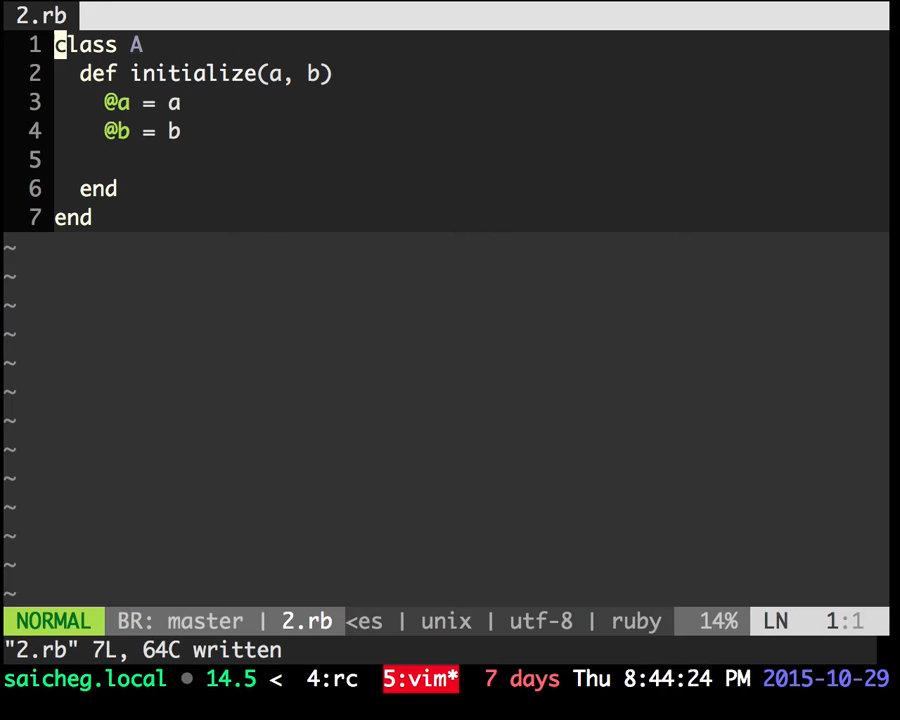 2.rb
1 class A
2   def initialize(a, b)
3     @a = a
4     @b = b
5
6   end
7 end
~
~
~
~
~
~
~
~
~
~
~
~
~
NORMAL BR: master | 2.rb <es | unix | utf-8 | ruby 14% LN 1:1
"2.rb" 7L, 64C written
saicheg.local ● 14.5 < 4:rc 5:vim* 7 days Thu 8:44:24 PM 2015-10-29